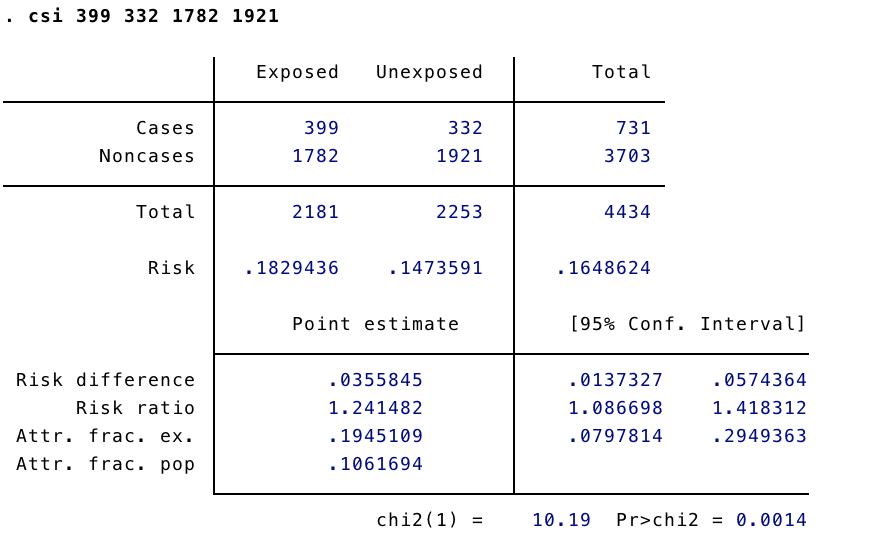 . csi 399 332 1782 1921
Exposed Unexposed Total
Cases 399 332 731
Noncases 1782 1921 3703
Total 2181 2253 4434
Risk .1829436 .1473591 .1648624
Point estimate [95% Conf. Interval]
Risk difference .0355845 .0137327 .0574364
Risk ratio 1.241482 1.086698 1.418312
Attr. frac. ex. .1945109 .0797814 .2949363
Attr. frac. pop .1061694
chi2(1) = 10.19 Pr>chi2 = 0.0014